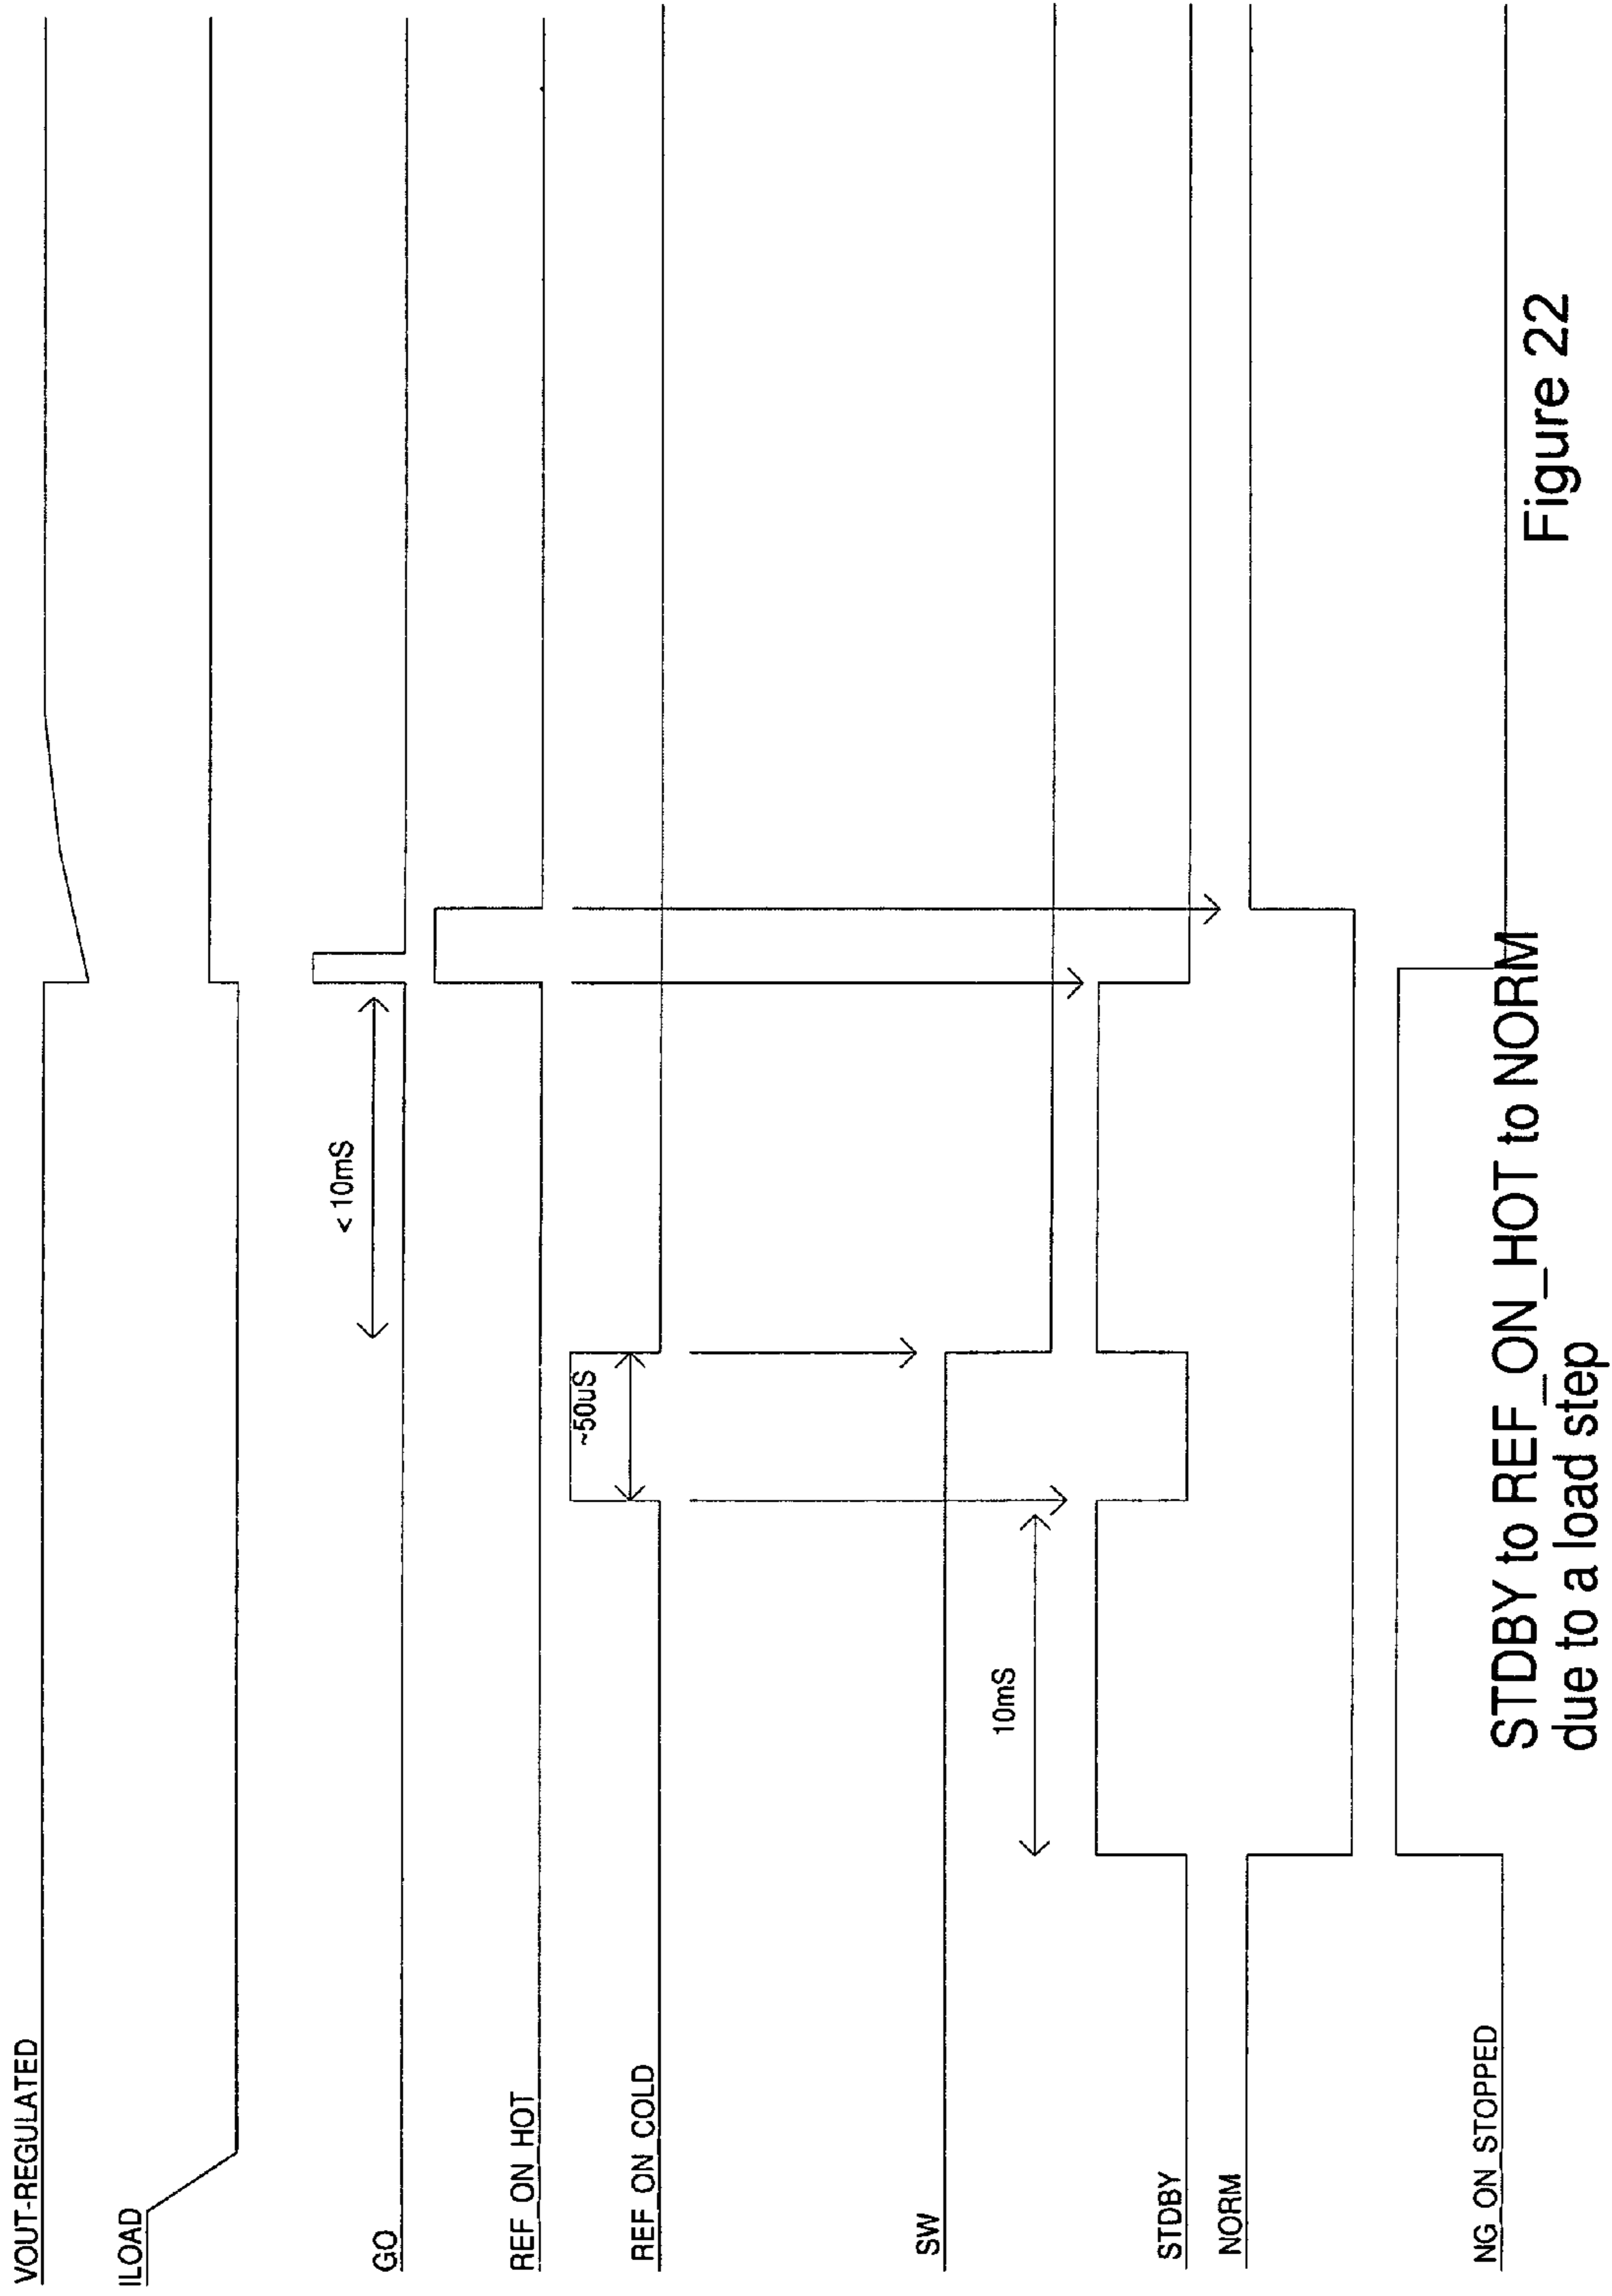 VOUT-REGULATED
ILOAD
GO
< 10mS
REF_ON_HOT
REF_ON_COLD
~50uS
SW
10mS
STDBY
NORM
NG_ON_STOPPED
STDBY to REF_ON_HOT to NORM
due to a load step
Figure 22